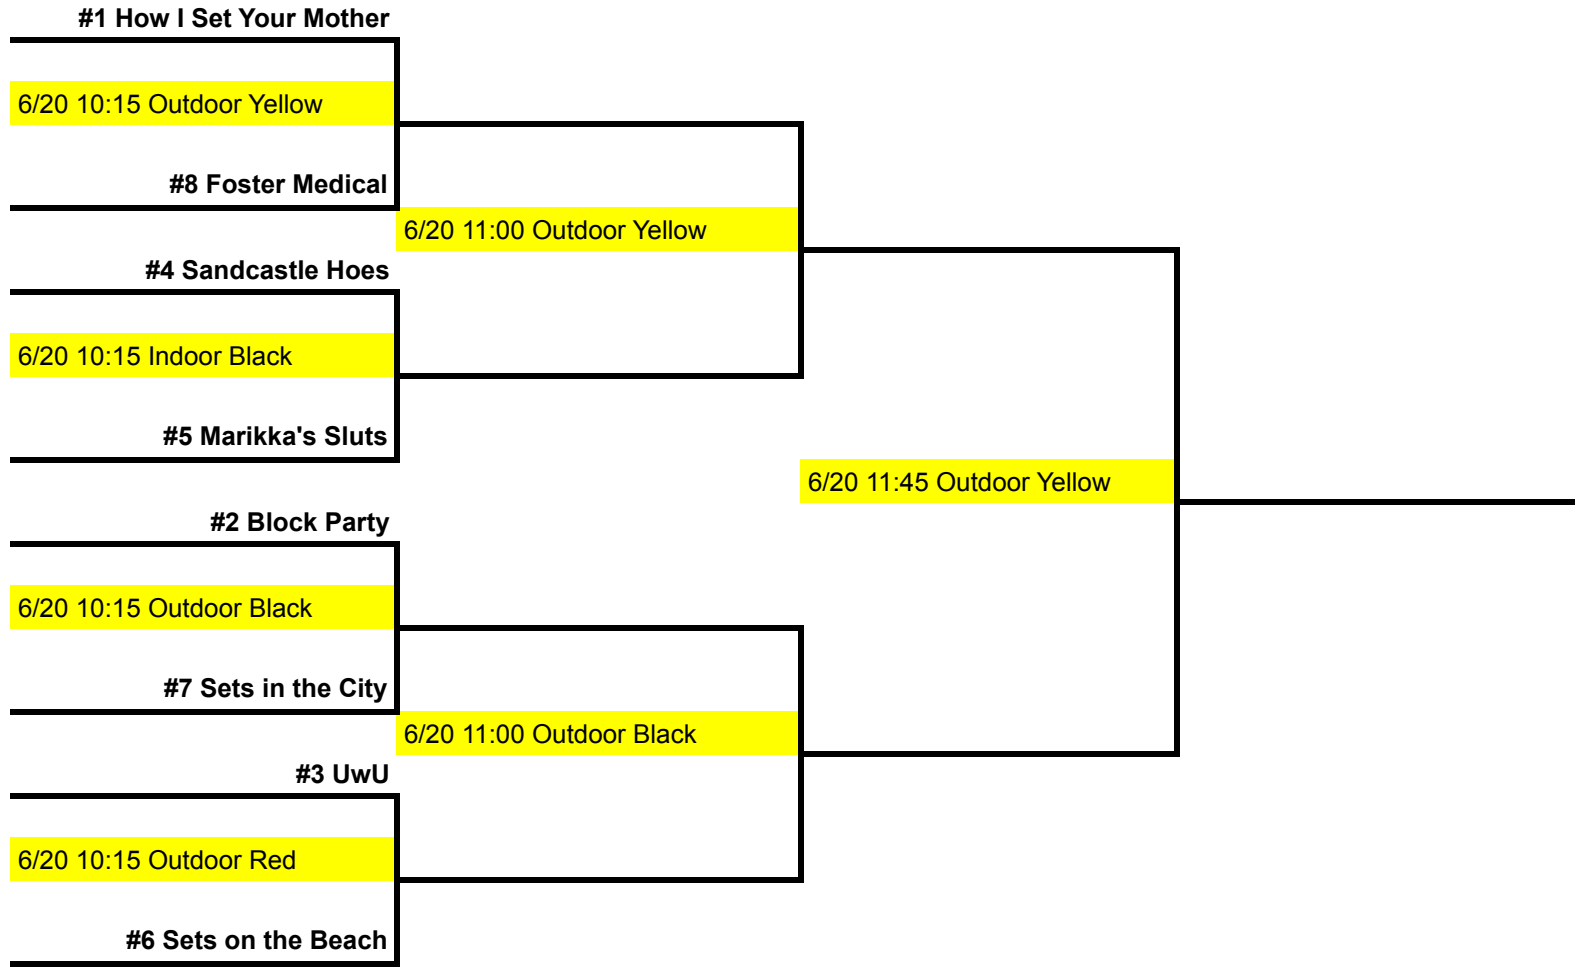 #1 How I Set Your Mother
6/20 10:15 Outdoor Yellow
#8 Foster Medical
6/20 11:00 Outdoor Yellow
#4 Sandcastle Hoes
6/20 10:15 Indoor Black
#5 Marikka's Sluts
6/20 11:45 Outdoor Yellow
#2 Block Party
6/20 10:15 Outdoor Black
#7 Sets in the City
6/20 11:00 Outdoor Black
#3 UwU
6/20 10:15 Outdoor Red
#6 Sets on the Beach